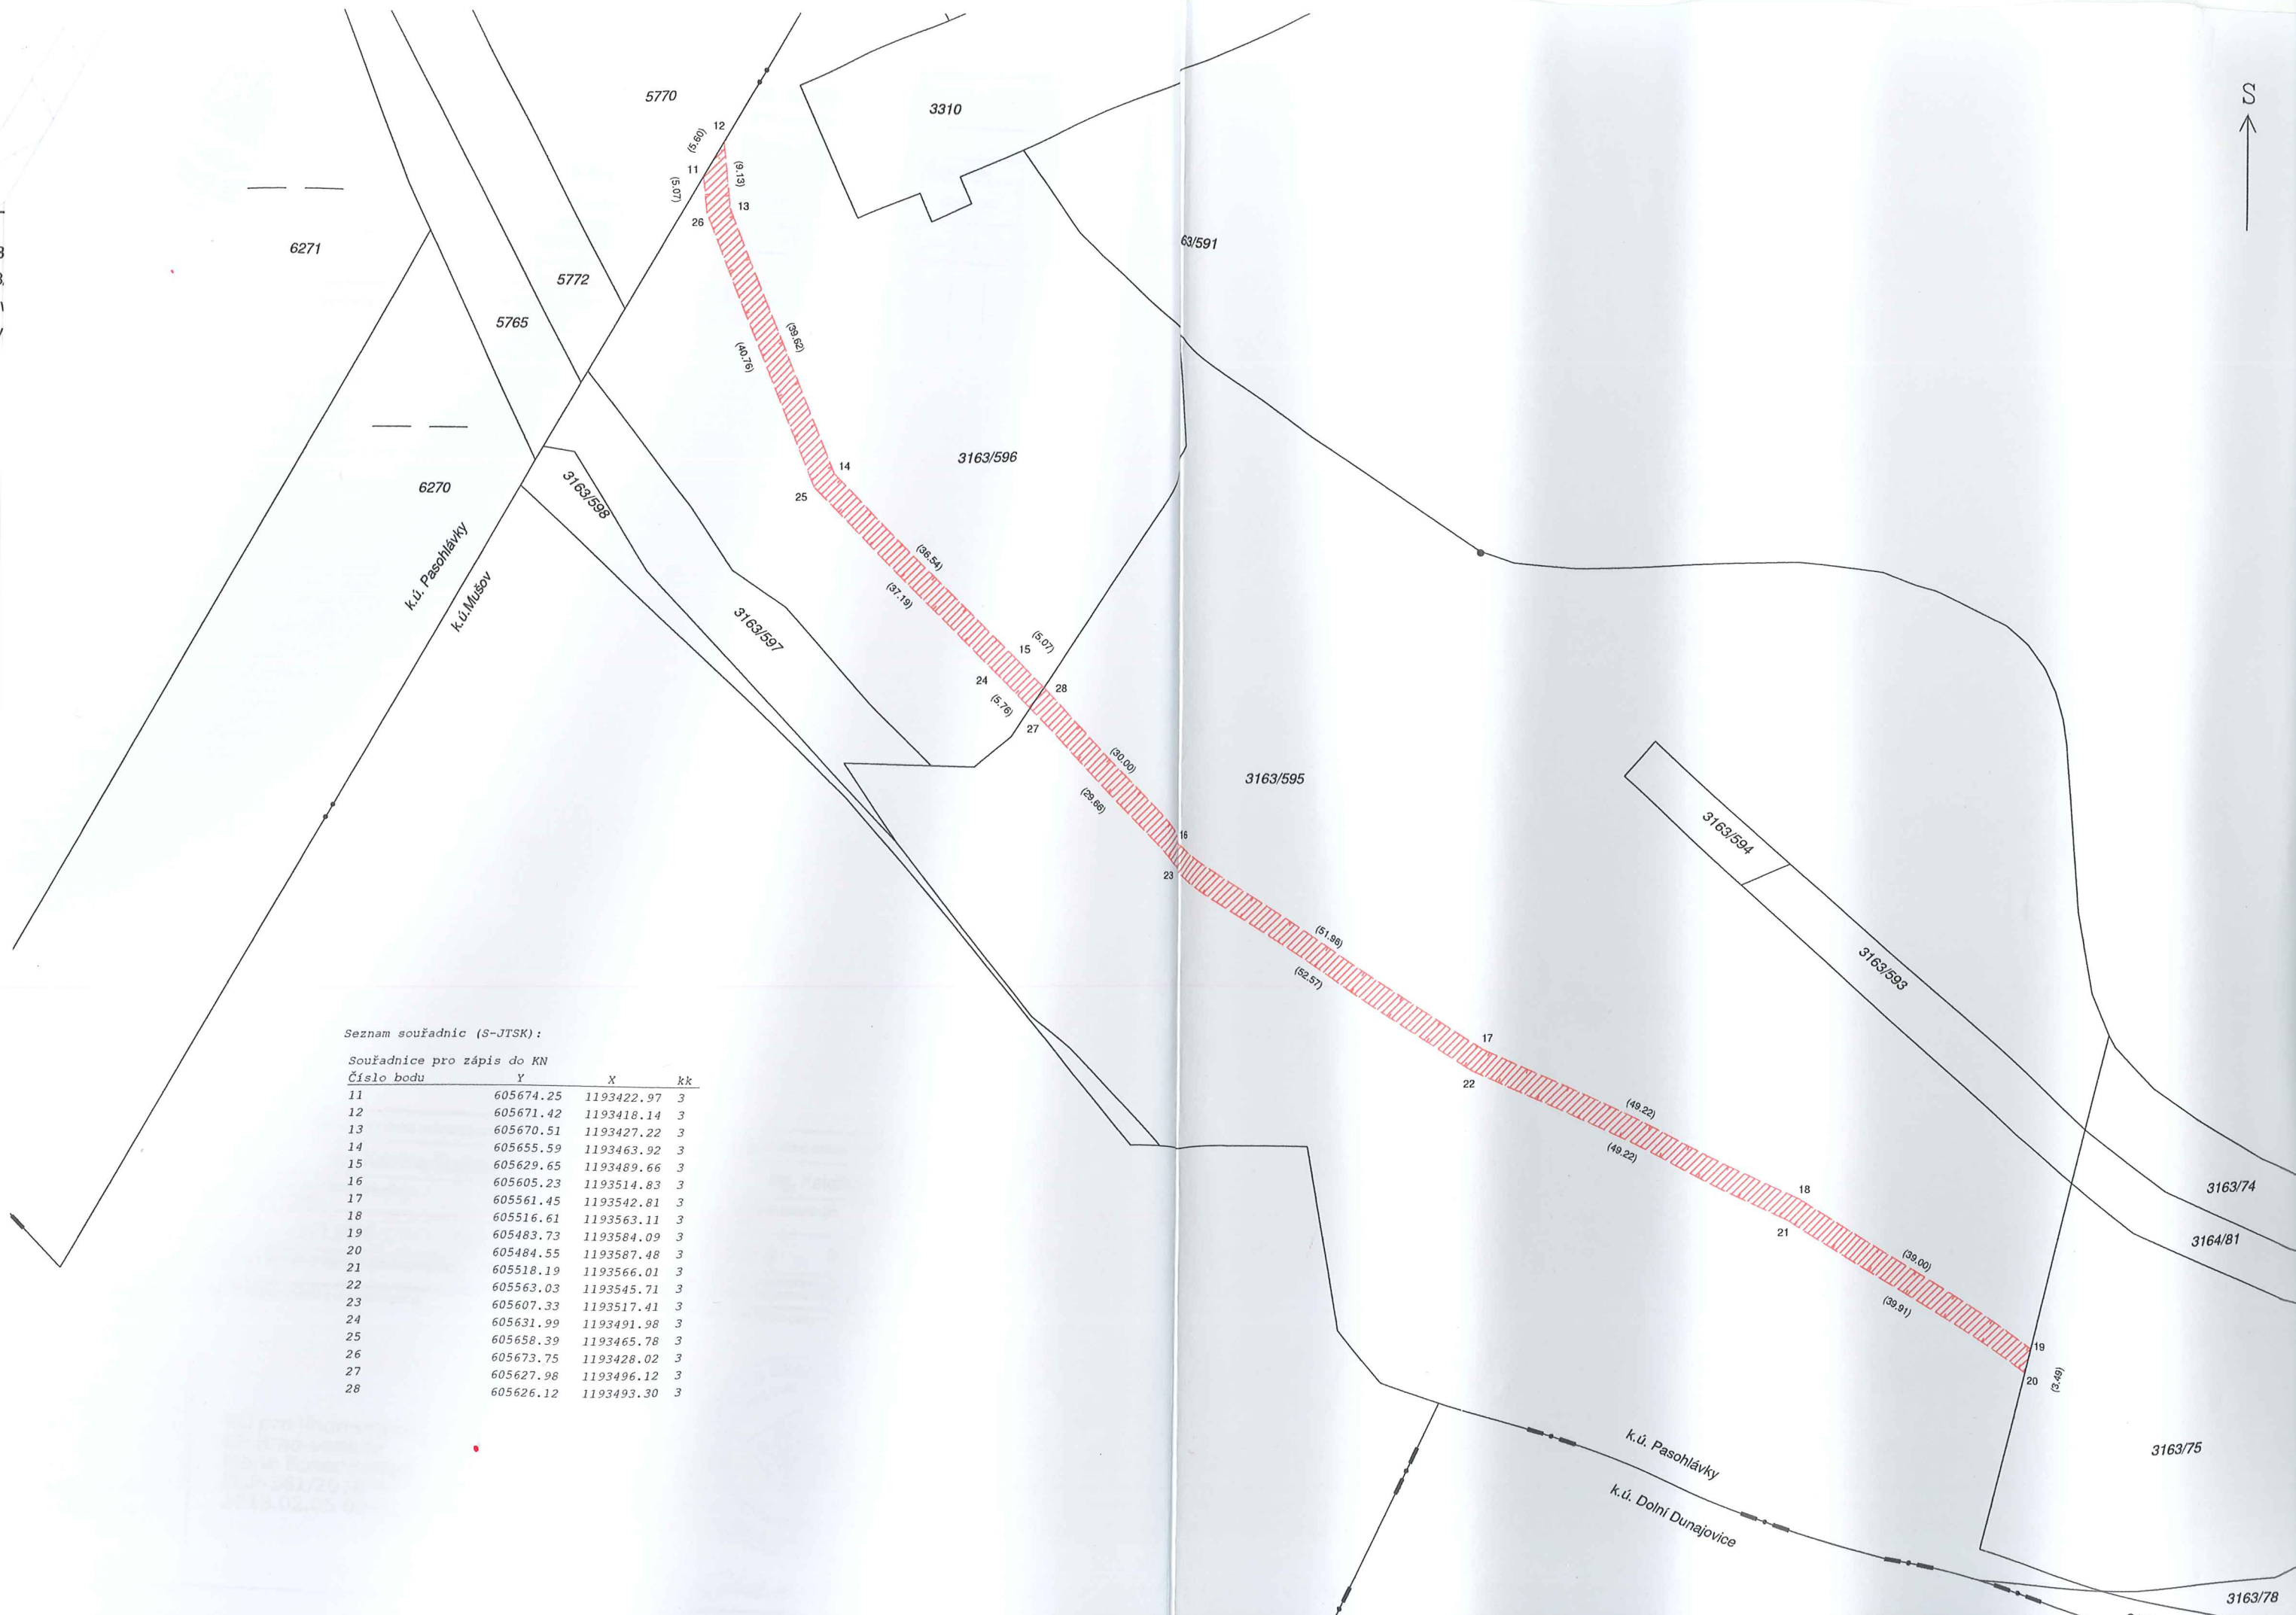 S
5770
3310
12
(5.60)
11
(9.13)
(5.07)
13
26
63/591
6271
5772
5765
(39.62)
(40.76)
3163/596
14
25
6270
3163/598
k.ú. Pasohlávky
k.ú.Mušov
(36.54)
(37.19)
3163/597
15
(5.07)
24
28
(5.76)
27
(30.00)
(29.66)
3163/595
16
23
3163/594
(51.98)
(52.57)
3163/593
17
22
(49.22)
(49.22)
18
21
3163/74
3164/81
(39.00)
(39.91)
19
20
(3.49)
3163/75
k.ú. Pasohlávky
k.ú. Dolní Dunajovice
3163/78
Seznam souřadnic (S-JTSK):
Souřadnice pro zápis do KN
Číslo bodu Y X kk
11 605674.25 1193422.97 3
12 605671.42 1193418.14 3
13 605670.51 1193427.22 3
14 605655.59 1193463.92 3
15 605629.65 1193489.66 3
16 605605.23 1193514.83 3
17 605561.45 1193542.81 3
18 605516.61 1193563.11 3
19 605483.73 1193584.09 3
20 605484.55 1193587.48 3
21 605518.19 1193566.01 3
22 605563.03 1193545.71 3
23 605607.33 1193517.41 3
24 605631.99 1193491.98 3
25 605658.39 1193465.78 3
26 605673.75 1193428.02 3
27 605627.98 1193496.12 3
28 605626.12 1193493.30 3